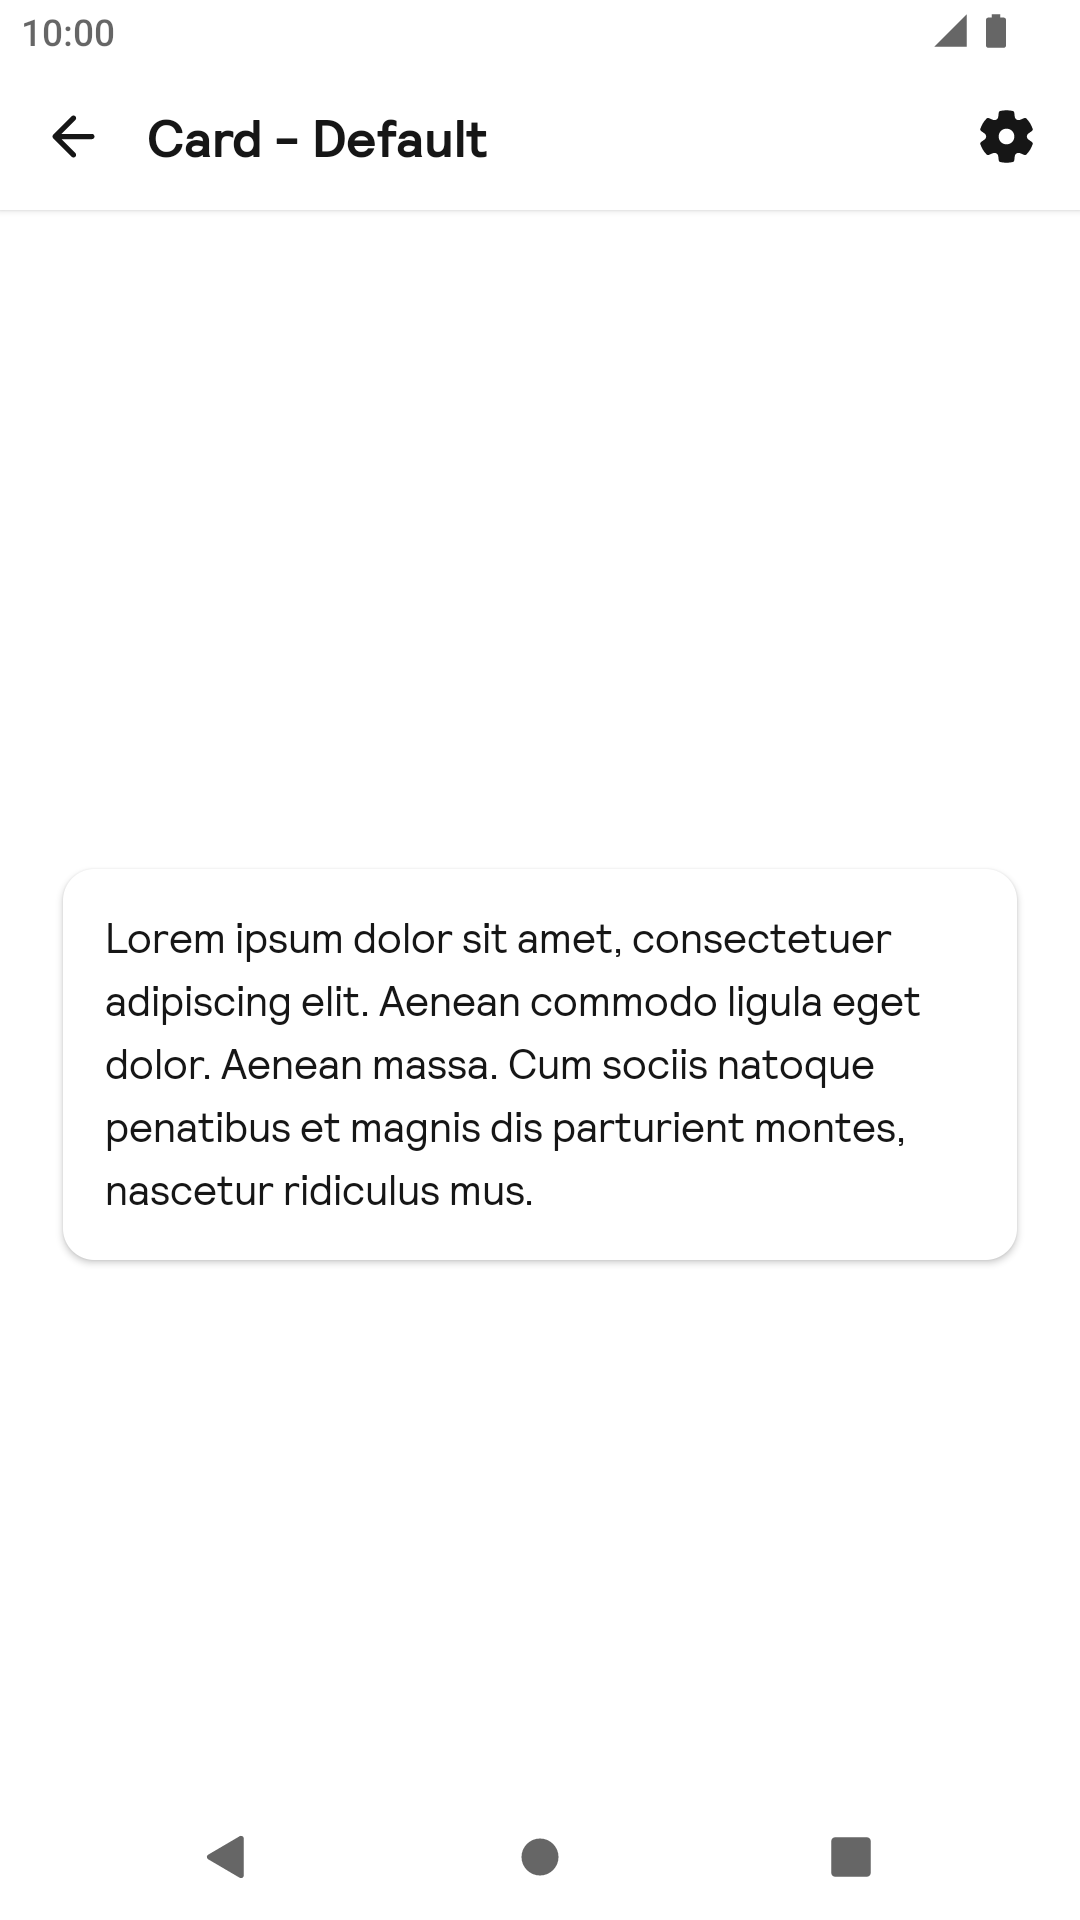 10:00
Card - Default
Lorem ipsum dolor sit amet, consectetuer
adipiscing elit. Aenean commodo ligula eget
dolor. Aenean massa. Cum sociis natoque
penatibus et magnis dis parturient montes,
nascetur ridiculus mus.